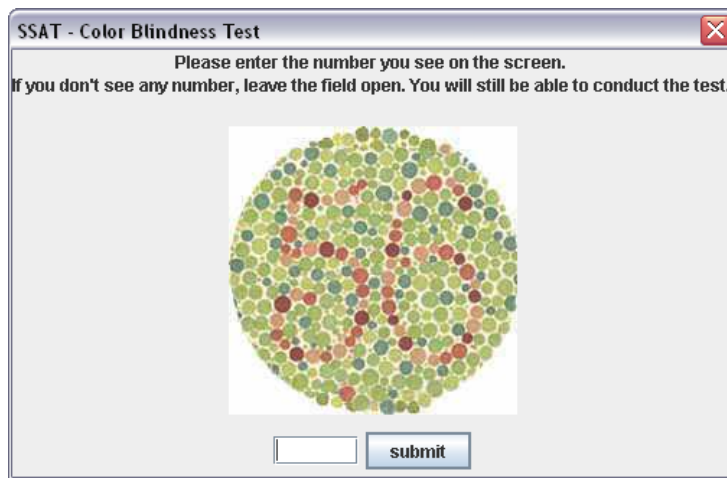 SSAT - Color Blindness Test
Please enter the number you see on the screen.
If you don't see any number, leave the field open. You will still be able to conduct the test.
56
submit